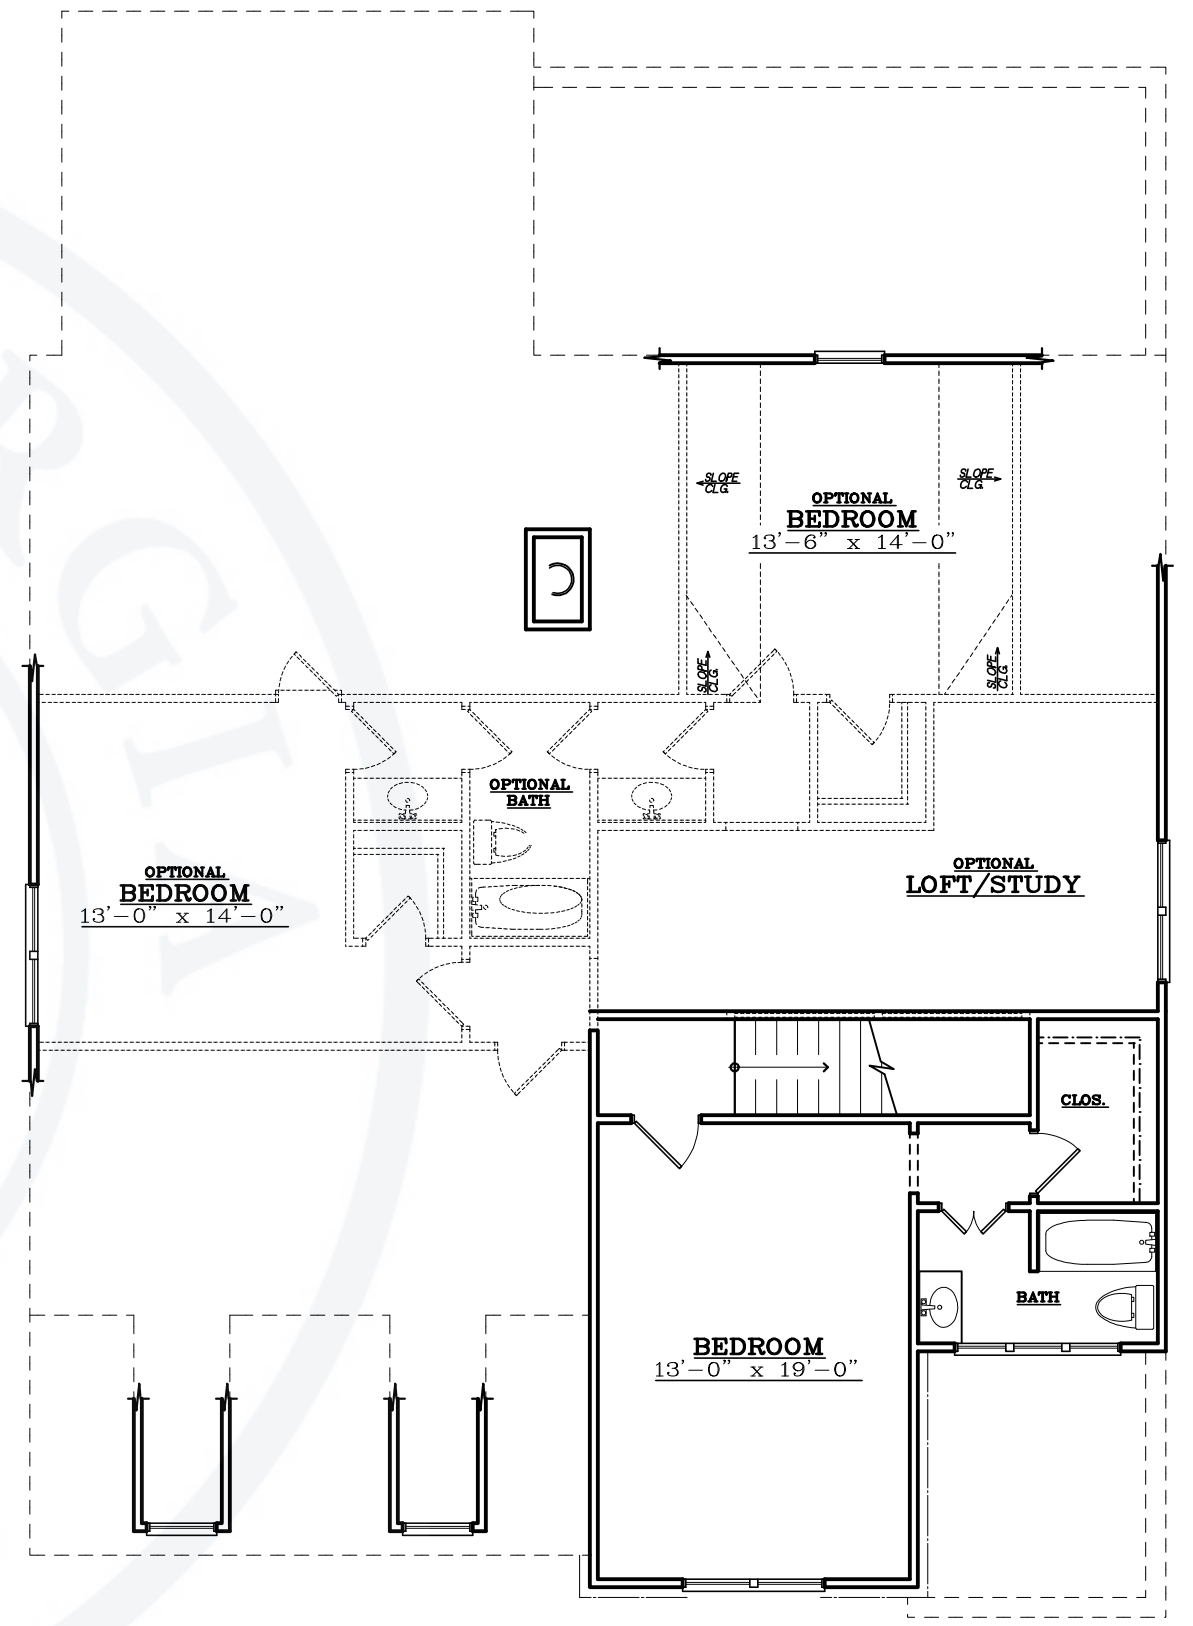 SLOPE
CLG.
SLOPE
CLG.
OPTIONAL
BEDROOM
13'-6" x 14'-0"
SLOPE
CLG.
SLOPE
CLG.
OPTIONAL
BATH
OPTIONAL
BEDROOM
13'-0" x 14'-0"
OPTIONAL
LOFT/STUDY
CLOS.
BATH
BEDROOM
13'-0" x 19'-0"
RGIA